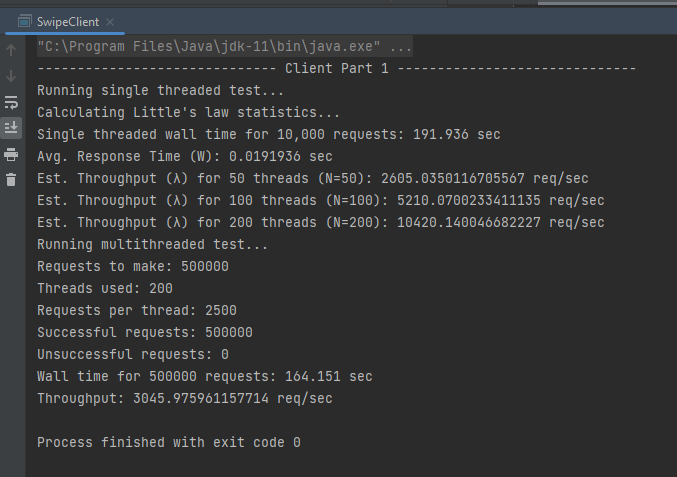 SwipeClient
"C:\Program Files\Java\jdk-11\bin\java.exe" ...
------------------------------ Client Part 1 ------------------------------
Running single threaded test...
Calculating Little's law statistics...
Single threaded wall time for 10,000 requests: 191.936 sec
Avg. Response Time (W): 0.0191936 sec
Est. Throughput (λ) for 50 threads (N=50): 2605.0350116705567 req/sec
Est. Throughput (λ) for 100 threads (N=100): 5210.0700233411135 req/sec
Est. Throughput (λ) for 200 threads (N=200): 10420.140046682227 req/sec
Running multithreaded test...
Requests to make: 500000
Threads used: 200
Requests per thread: 2500
Successful requests: 500000
Unsuccessful requests: 0
Wall time for 500000 requests: 164.151 sec
Throughput: 3045.975961157714 req/sec
Process finished with exit code 0